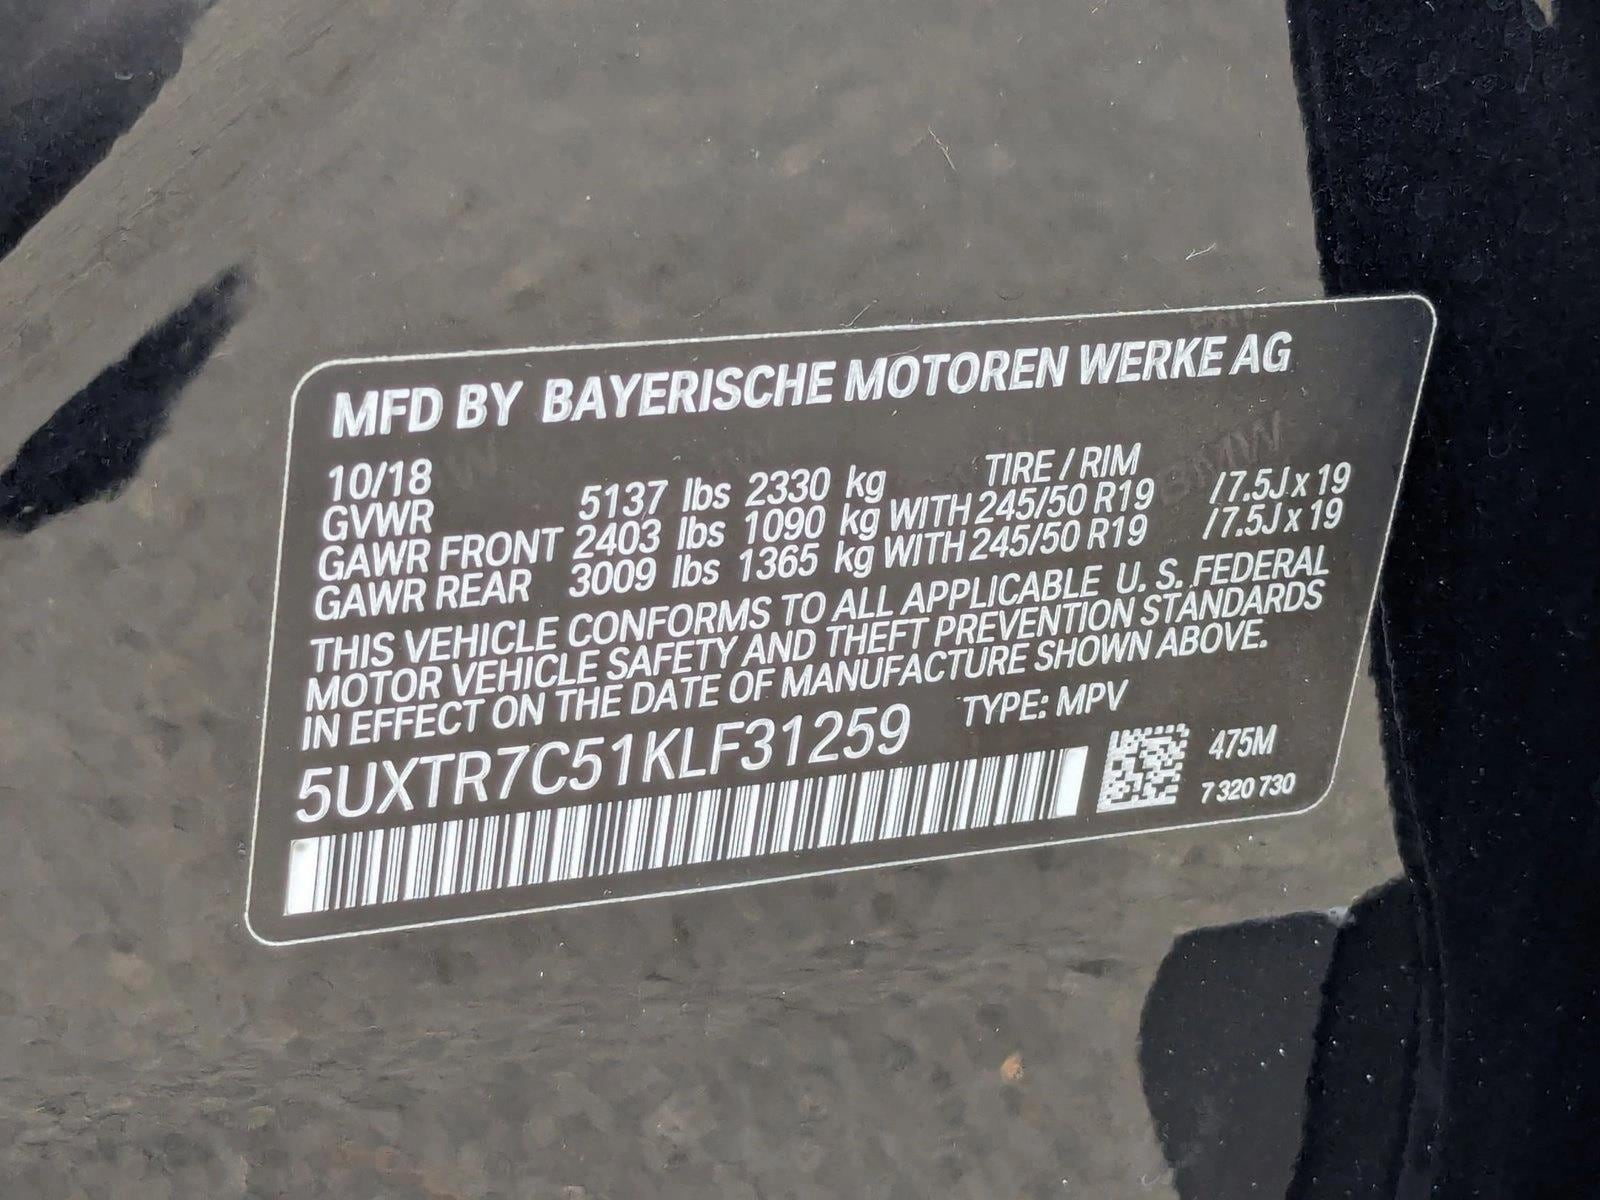 MFD BY BAYERISCHE MOTOREN WERKE AG
10/18 TIRE / RIM
GVWR 5137 lbs 2330 kg
GAWR FRONT 2403 lbs 1090 kg WITH 245/50 R19 / 7.5J x 19
GAWR REAR 3009 lbs 1365 kg WITH 245/50 R19 / 7.5J x 19
THIS VEHICLE CONFORMS TO ALL APPLICABLE U. S. FEDERAL
MOTOR VEHICLE SAFETY AND THEFT PREVENTION STANDARDS
IN EFFECT ON THE DATE OF MANUFACTURE SHOWN ABOVE.
5UXTR7C51KLF31259 TYPE: MPV
475M
7 320 730
BMW